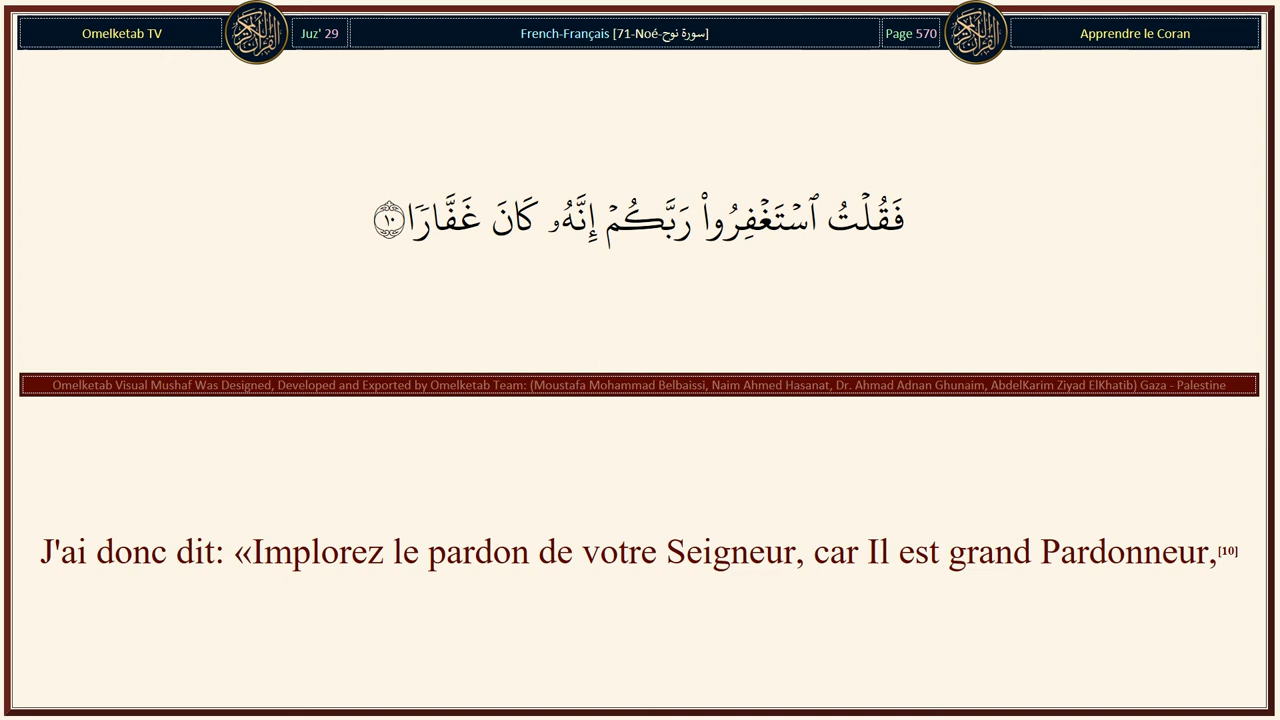 Omelketab TV
Juz' 29
French-Français [71-Noé-سورة نوح]
Page 570
Apprendre le Coran
فَقُلۡتُ ٱسۡتَغۡفِرُواْ رَبَّكُمۡ إِنَّهُۥ كَانَ غَفَّارٗا ١٠
Omelketab Visual Mushaf Was Designed, Developed and Exported by Omelketab Team: (Moustafa Mohammad Belbaissi, Naim Ahmed Hasanat, Dr. Ahmad Adnan Ghunaim, AbdelKarim Ziyad ElKhatib) Gaza - Palestine
J'ai donc dit: «Implorez le pardon de votre Seigneur, car Il est grand Pardonneur,[10]